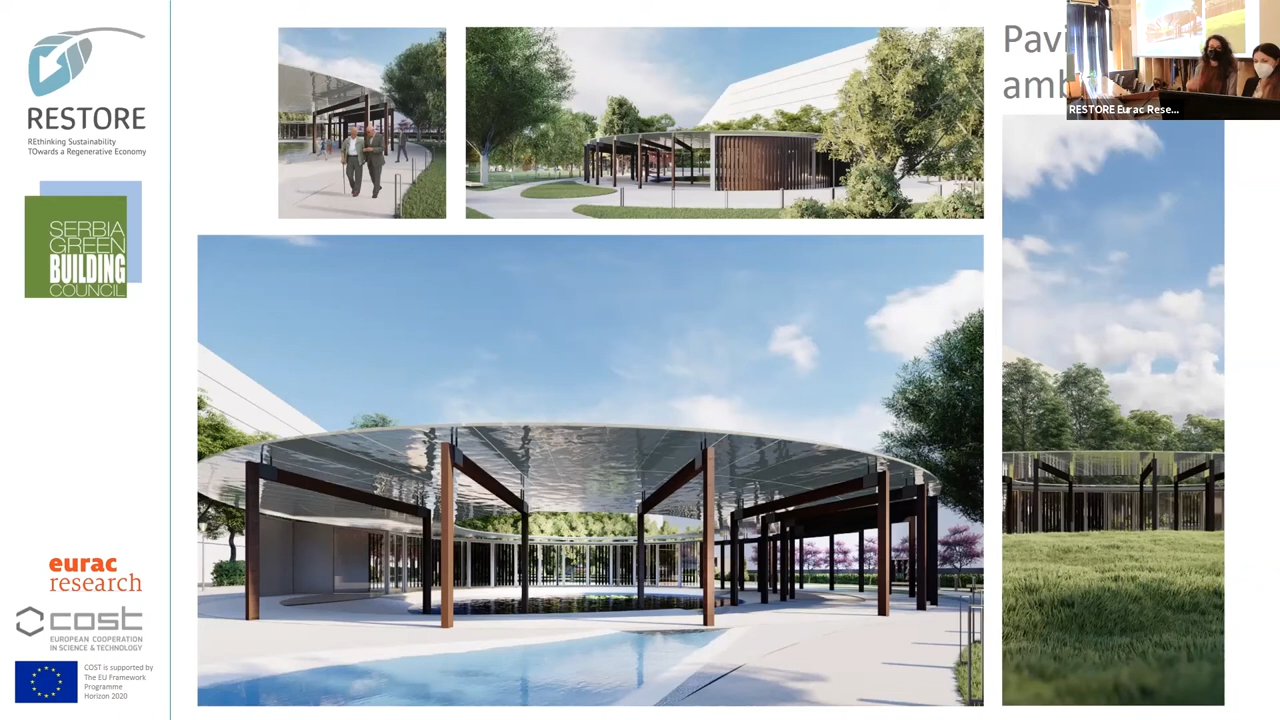 RESTORE
REthinking Sustainability
TOwards a Regenerative Economy
SERBIA
GREEN
BUILDING
COUNCIL
eurac
research
cost
EUROPEAN COOPERATION
IN SCIENCE & TECHNOLOGY
COST is supported by
The EU Framework
Programme
Horizon 2020
RESTORE Eurac Rese...